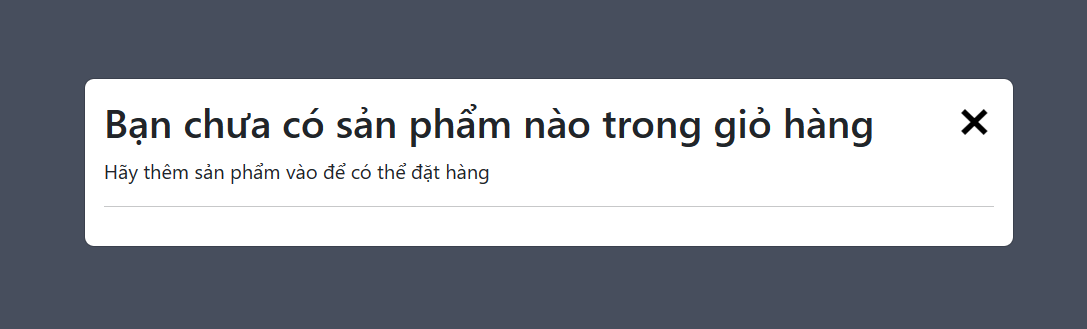 Bạn chưa có sản phẩm nào trong giỏ hàng
Hãy thêm sản phẩm vào để có thể đặt hàng